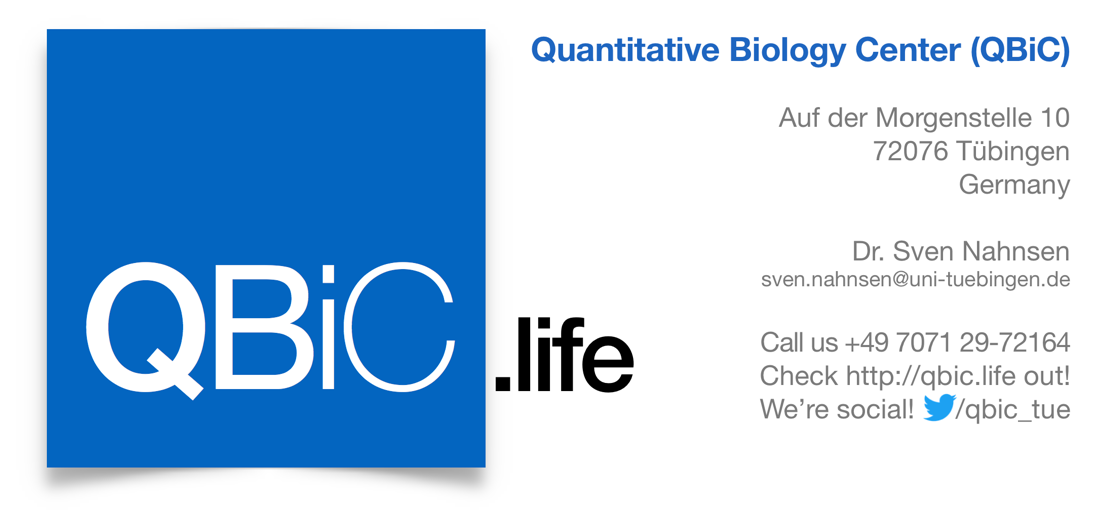 QBiC
.life
Quantitative Biology Center (QBiC)
Auf der Morgenstelle 10
72076 Tübingen
Germany
Dr. Sven Nahnsen
sven.nahnsen@uni-tuebingen.de
Call us +49 7071 29-72164
Check http://qbic.life out!
We’re social! /qbic_tue